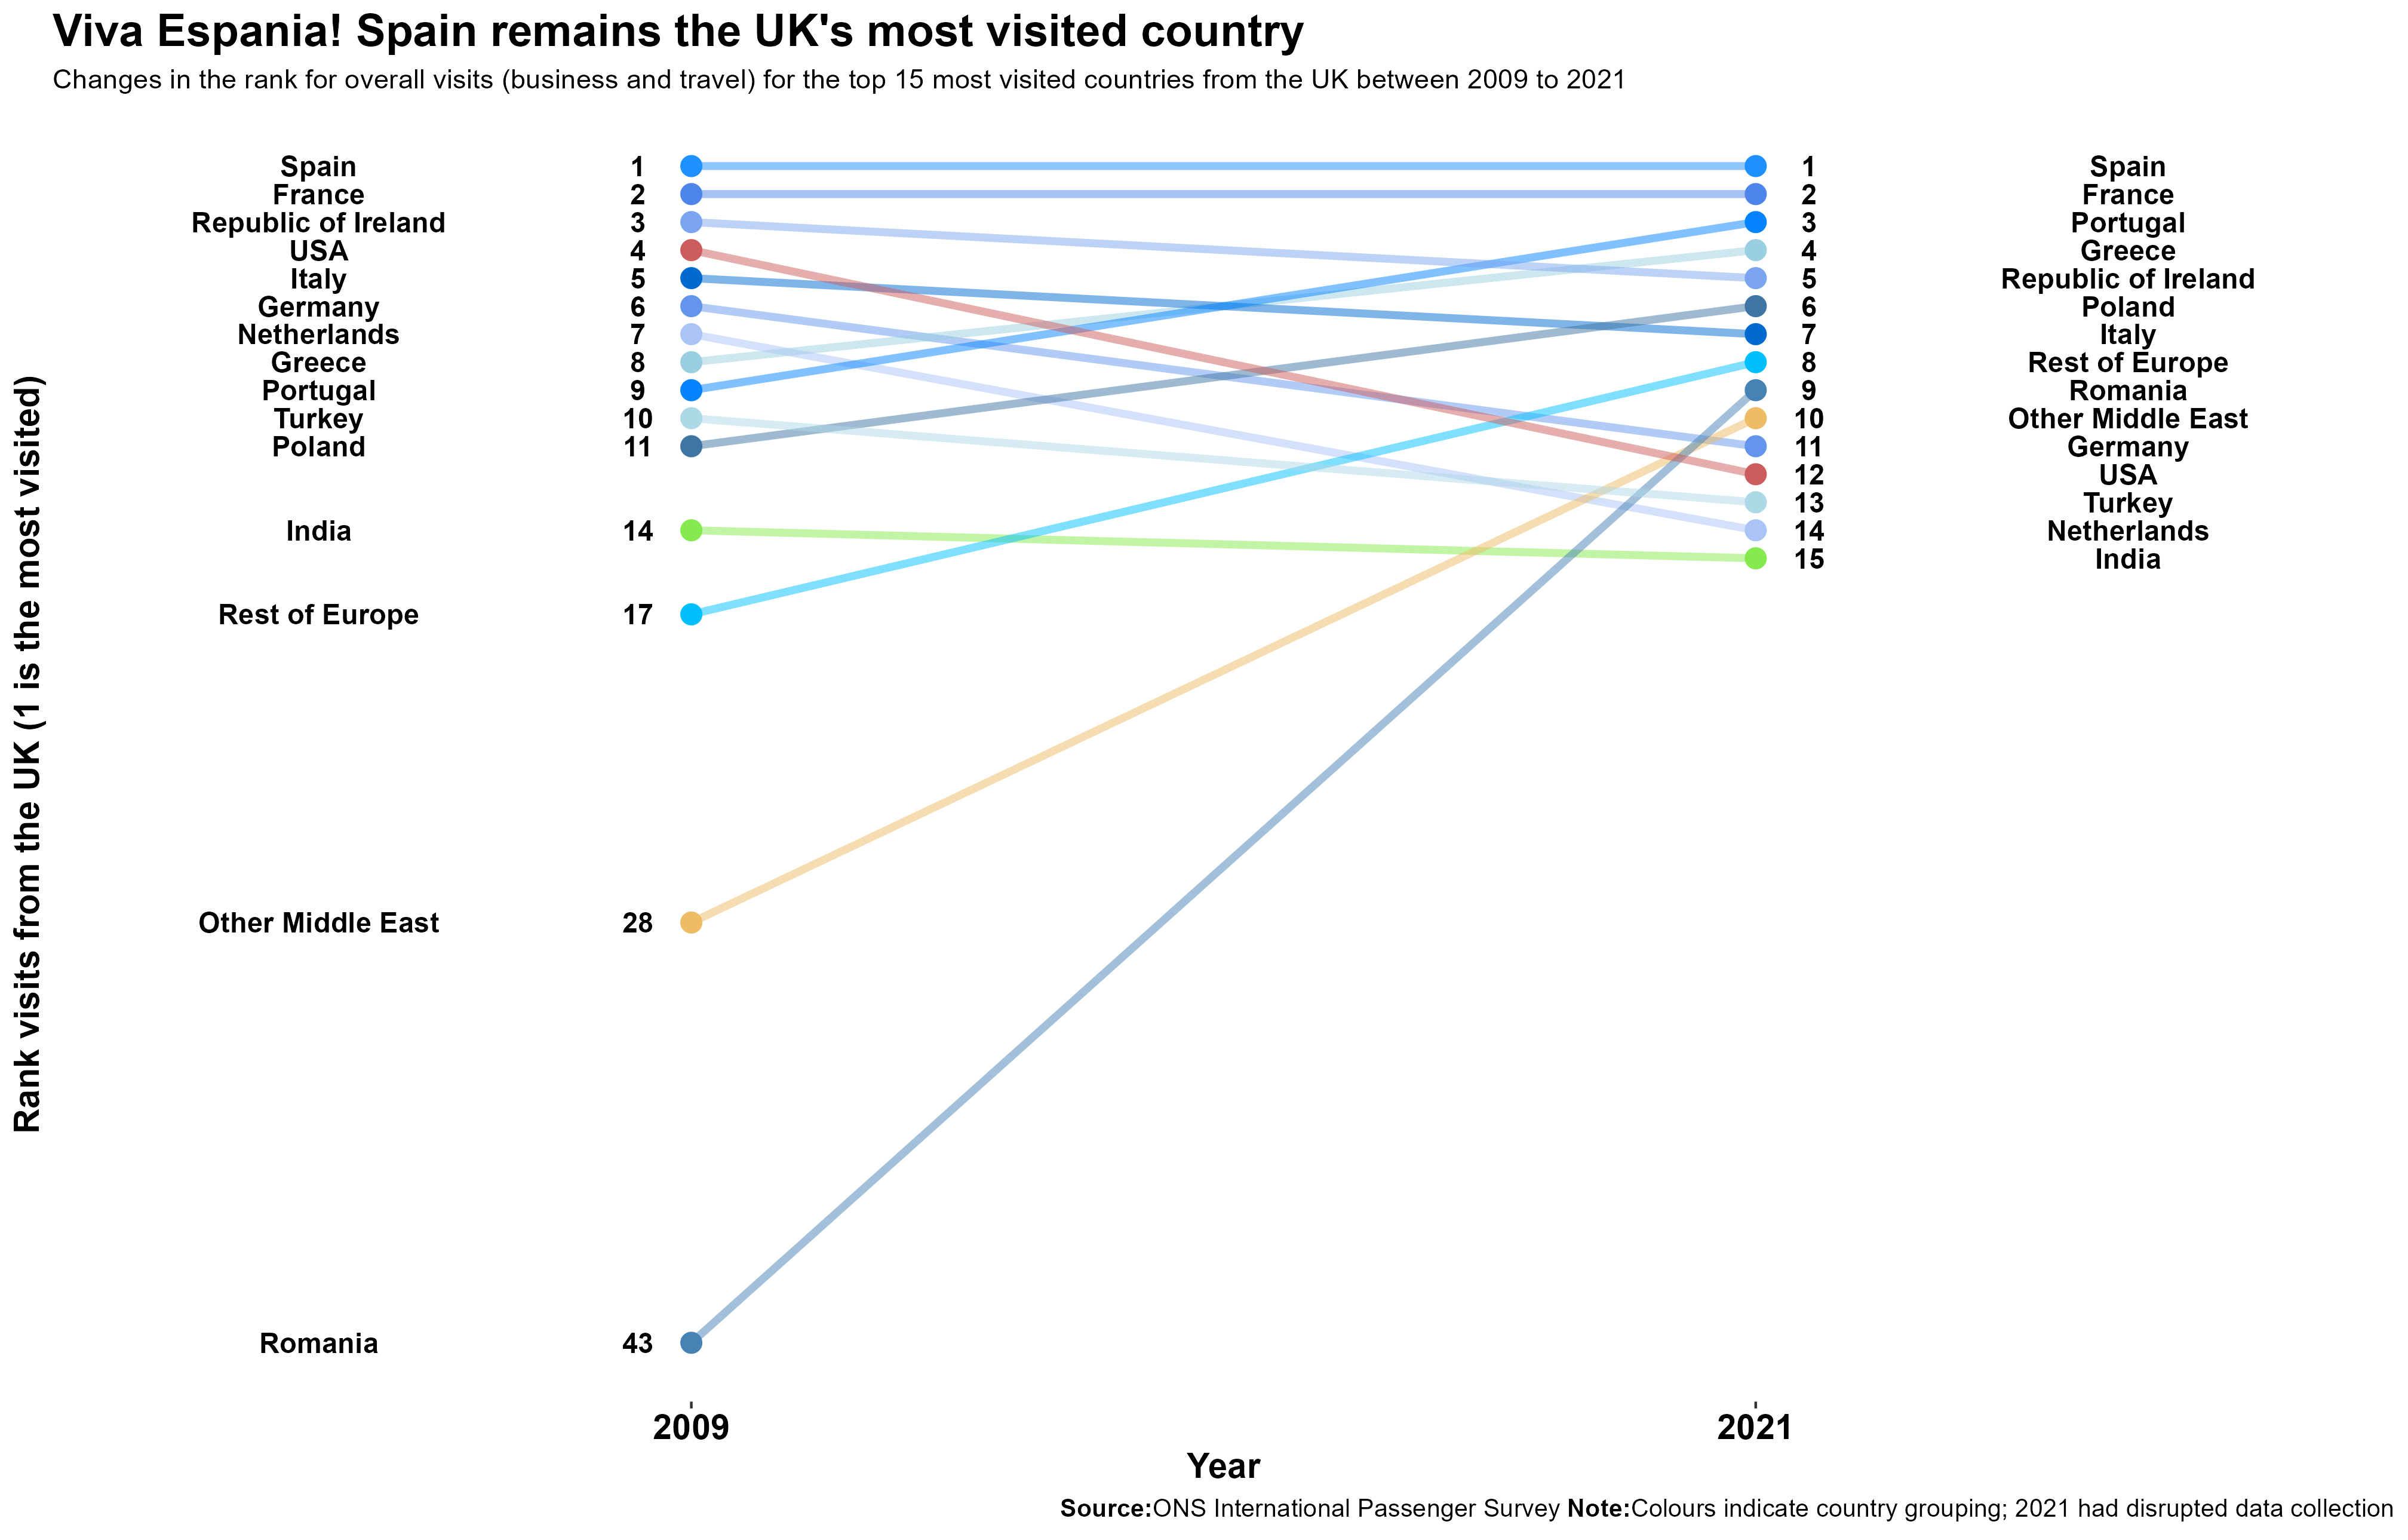 Viva Espania! Spain remains the UK's most visited country
Changes in the rank for overall visits (business and travel) for the top 15 most visited countries from the UK between 2009 to 2021
Rank visits from the UK (1 is the most visited)
Spain 1 1 Spain
France 2 2 France
Republic of Ireland 3 3 Portugal
USA 4 4 Greece
Italy 5 5 Republic of Ireland
Germany 6 6 Poland
Netherlands 7 7 Italy
Greece 8 8 Rest of Europe
Portugal 9 9 Romania
Turkey 10 10 Other Middle East
Poland 11 11 Germany
12 USA
13 Turkey
India 14 14 Netherlands
15 India
Rest of Europe 17
Other Middle East 28
Romania 43
2009 2021
Year
Source:ONS International Passenger Survey Note:Colours indicate country grouping; 2021 had disrupted data collection